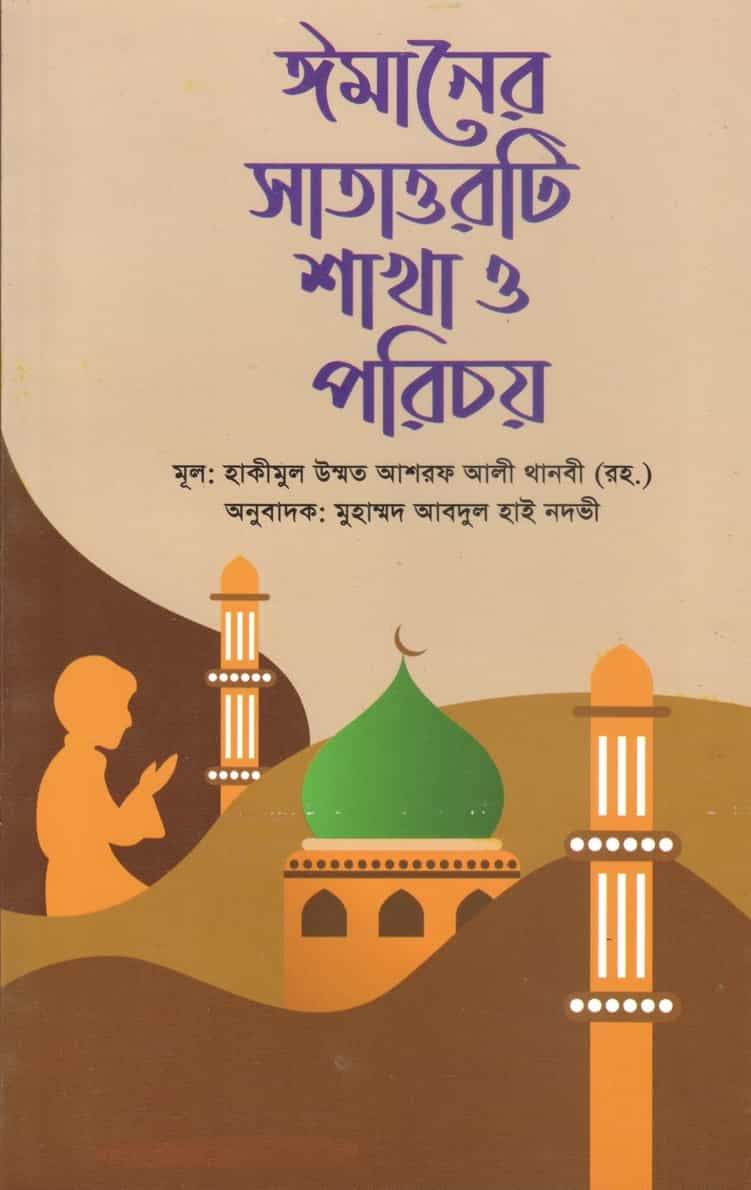 ঈমানের
সাতাত্তরটি
শাখা ও
পরিচয়
মূল: হাকীমুল উম্মত আশরফ আলী থানবী (রহ.)
অনুবাদক: মুহাম্মদ আবদুল হাই নদভী